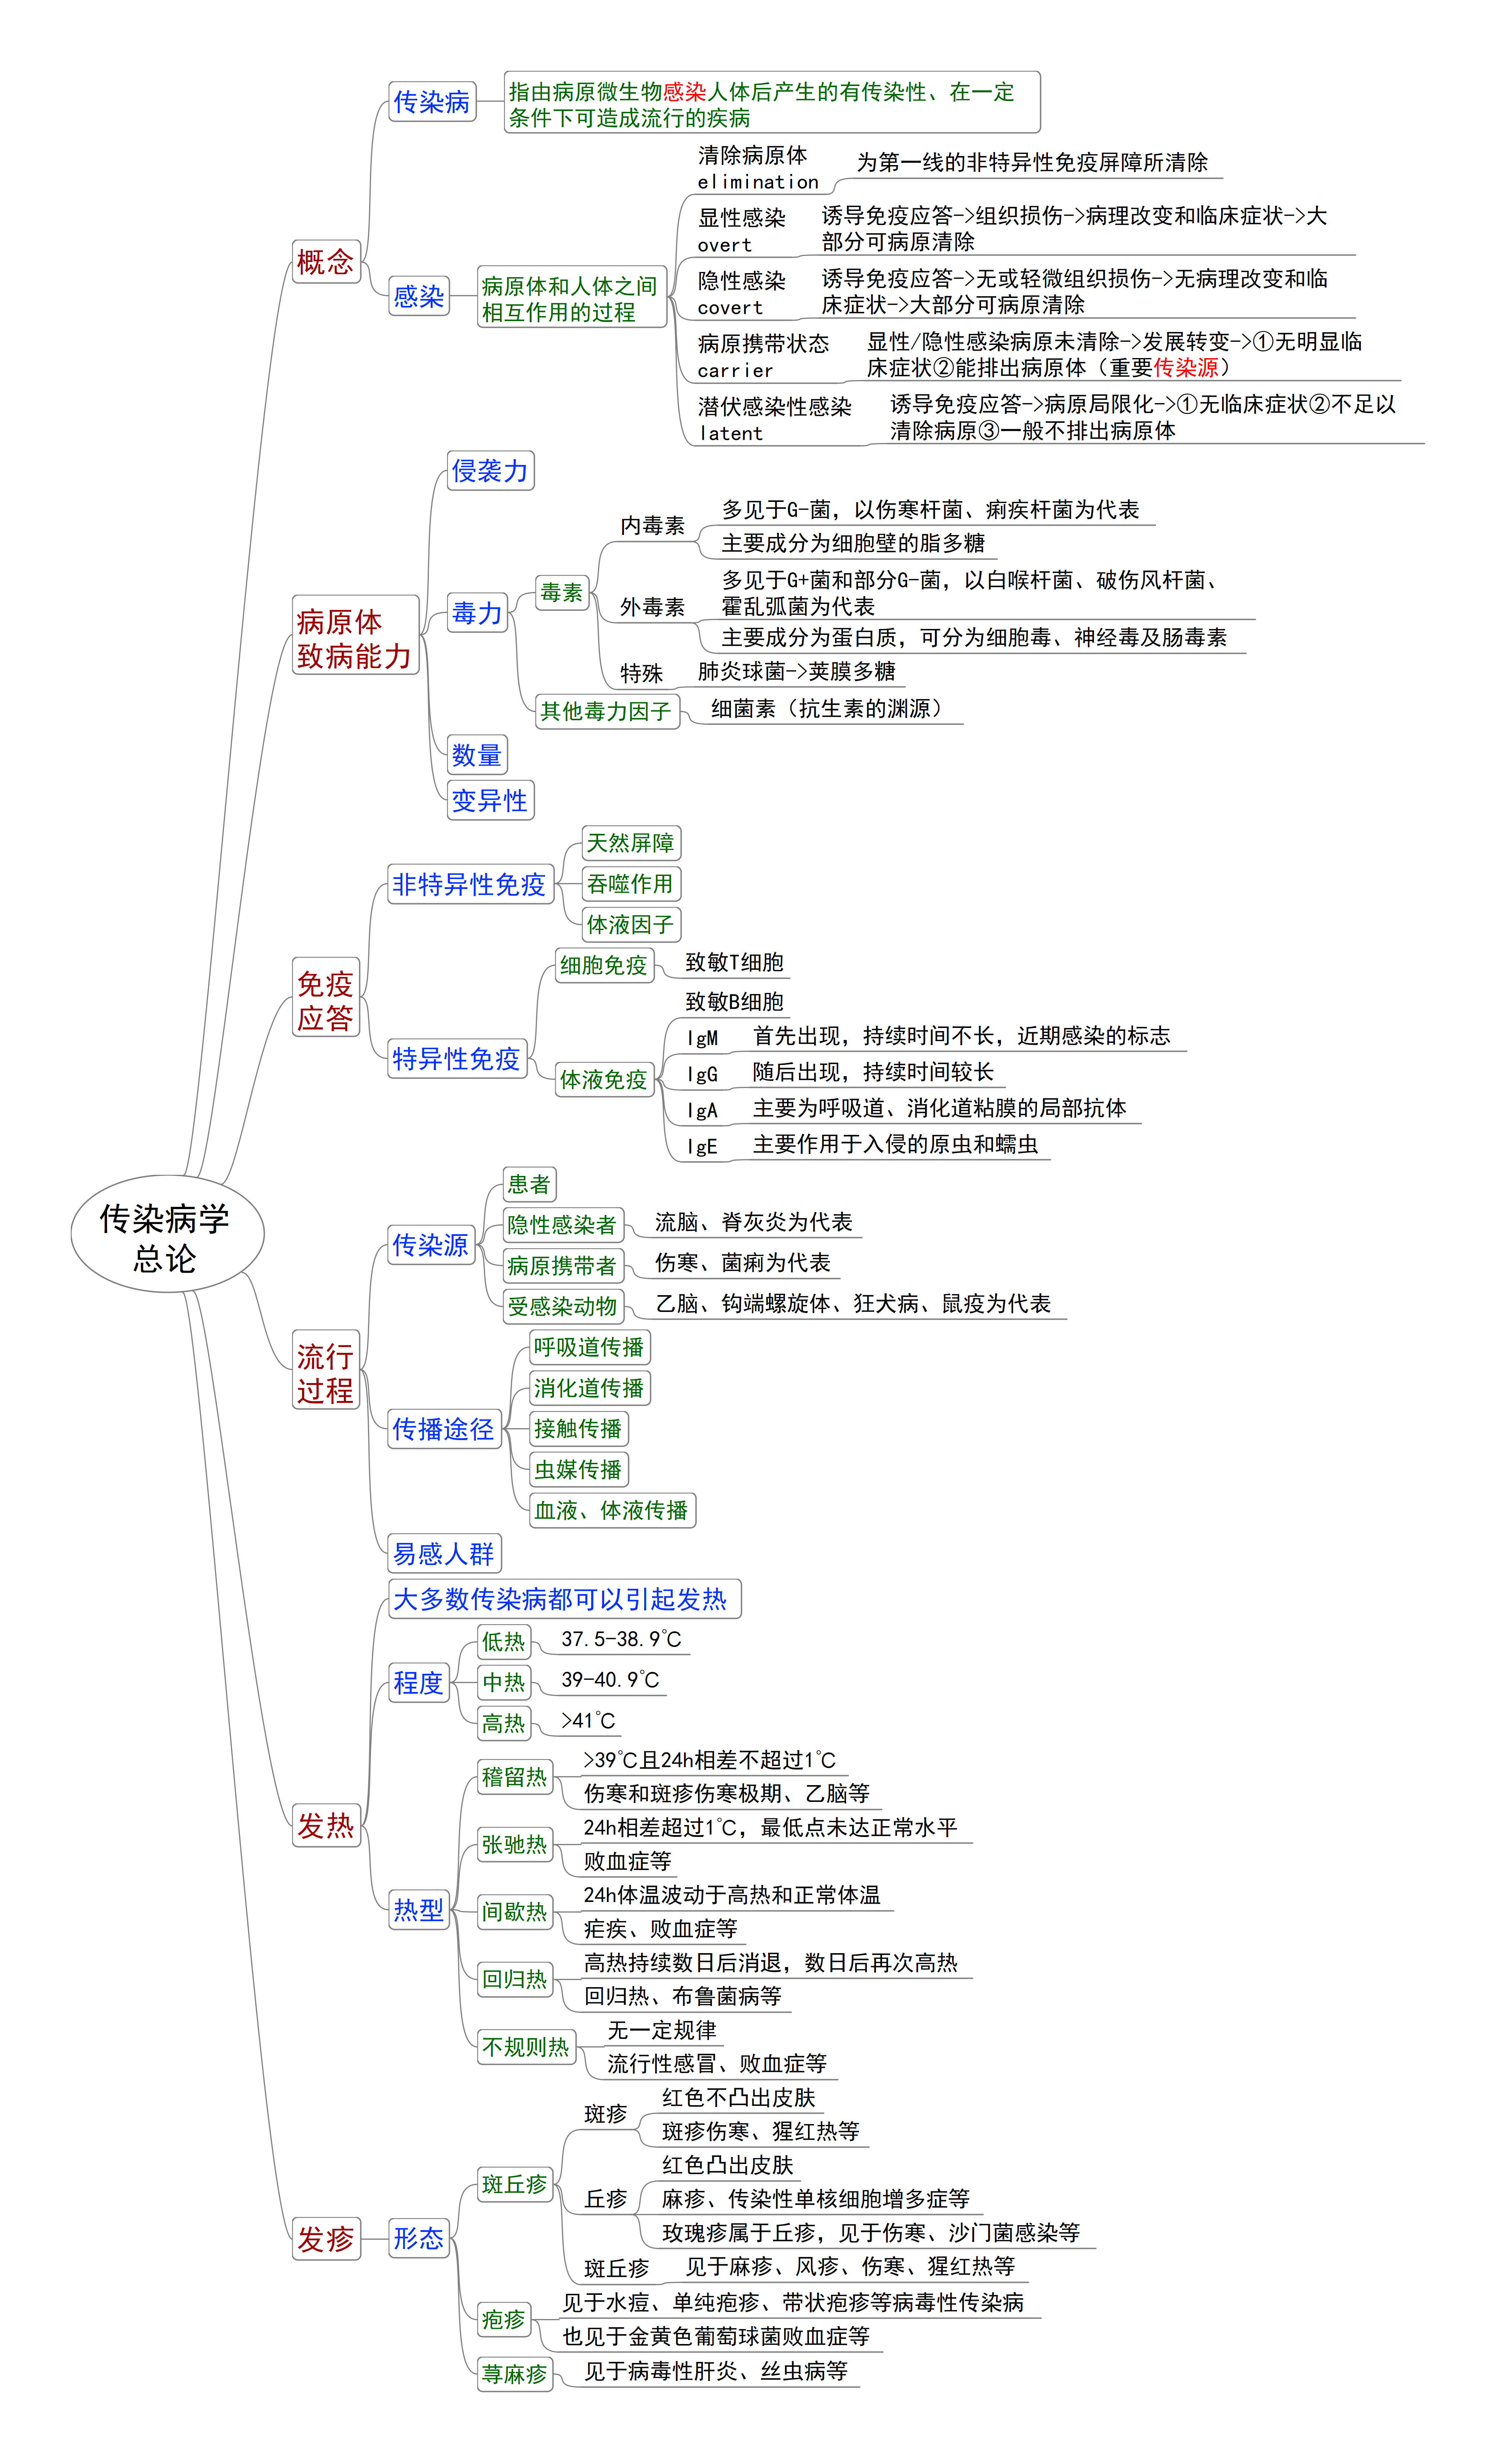 传染病学
总论
概念
传染病
指由病原微生物感染人体后产生的有传染性、在一定
条件下可造成流行的疾病
感染
病原体和人体之间
相互作用的过程
清除病原体
elimination
为第一线的非特异性免疫屏障所清除
显性感染
overt
诱导免疫应答->组织损伤->病理改变和临床症状->大
部分可病原清除
隐性感染
covert
诱导免疫应答->无或轻微组织损伤->无病理改变和临
床症状->大部分可病原清除
病原携带状态
carrier
显性/隐性感染病原未清除->发展转变->①无明显临
床症状②能排出病原体（重要传染源）
潜伏感染性感染
latent
诱导免疫应答->病原局限化->①无临床症状②不足以
清除病原③一般不排出病原体
病原体
致病能力
侵袭力
毒力
毒素
内毒素
多见于G-菌，以伤寒杆菌、痢疾杆菌为代表
主要成分为细胞壁的脂多糖
外毒素
多见于G+菌和部分G-菌，以白喉杆菌、破伤风杆菌、
霍乱弧菌为代表
主要成分为蛋白质，可分为细胞毒、神经毒及肠毒素
特殊
肺炎球菌->荚膜多糖
其他毒力因子
细菌素（抗生素的渊源）
数量
变异性
免疫
应答
非特异性免疫
天然屏障
吞噬作用
体液因子
特异性免疫
细胞免疫
致敏T细胞
体液免疫
致敏B细胞
IgM
首先出现，持续时间不长，近期感染的标志
IgG
随后出现，持续时间较长
IgA
主要为呼吸道、消化道粘膜的局部抗体
IgE
主要作用于入侵的原虫和蠕虫
流行
过程
传染源
患者
隐性感染者
流脑、脊灰炎为代表
病原携带者
伤寒、菌痢为代表
受感染动物
乙脑、钩端螺旋体、狂犬病、鼠疫为代表
传播途径
呼吸道传播
消化道传播
接触传播
虫媒传播
血液、体液传播
易感人群
发热
大多数传染病都可以引起发热
程度
低热
37.5-38.9℃
中热
39-40.9℃
高热
>41℃
热型
稽留热
>39℃且24h相差不超过1℃
伤寒和斑疹伤寒极期、乙脑等
张驰热
24h相差超过1℃，最低点未达正常水平
败血症等
间歇热
24h体温波动于高热和正常体温
疟疾、败血症等
回归热
高热持续数日后消退，数日后再次高热
回归热、布鲁菌病等
不规则热
无一定规律
流行性感冒、败血症等
发疹
形态
斑丘疹
斑疹
红色不凸出皮肤
斑疹伤寒、猩红热等
丘疹
红色凸出皮肤
麻疹、传染性单核细胞增多症等
玫瑰疹属于丘疹，见于伤寒、沙门菌感染等
斑丘疹
见于麻疹、风疹、伤寒、猩红热等
疱疹
见于水痘、单纯疱疹、带状疱疹等病毒性传染病
也见于金黄色葡萄球菌败血症等
荨麻疹
见于病毒性肝炎、丝虫病等